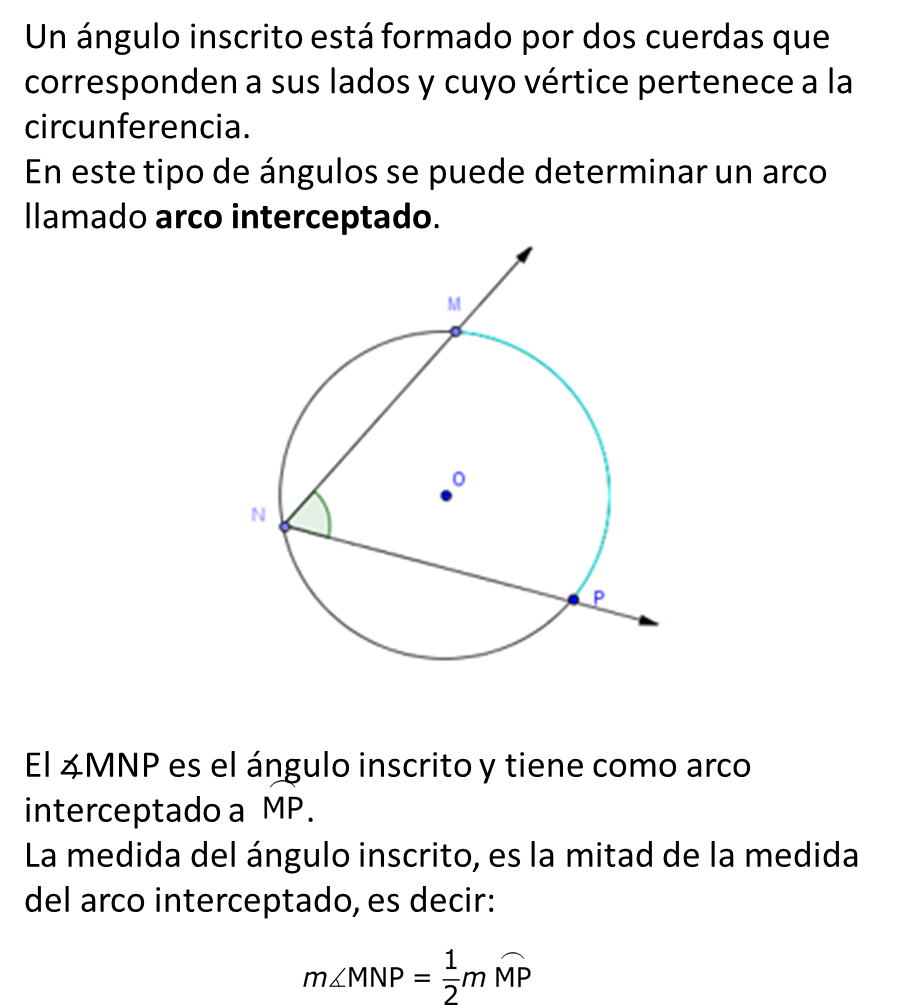 Un ángulo inscrito está formado por dos cuerdas que
corresponden a sus lados y cuyo vértice pertenece a la
circunferencia.
En este tipo de ángulos se puede determinar un arco
llamado arco interceptado.
M
O
N
P
El ∡MNP es el ángulo inscrito y tiene como arco
interceptado a M͡P.
La medida del ángulo inscrito, es la mitad de la medida
del arco interceptado, es decir:
m∡MNP = 1/2 m M͡P